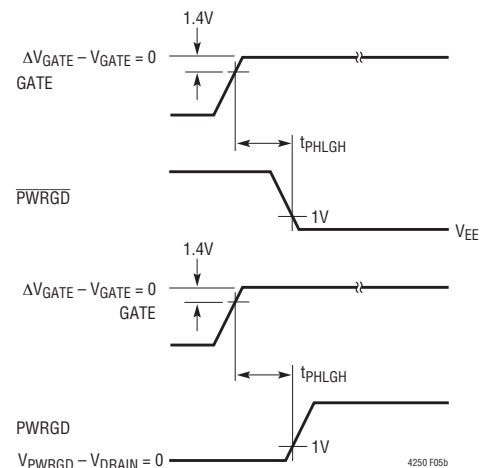 1.4V
ΔVGATE – VGATE = 0
GATE
tPHLGH
PWRGD
1V
VEE
1.4V
ΔVGATE – VGATE = 0
GATE
tPHLGH
PWRGD
1V
VPWRGD – VDRAIN = 0
4250 F05b